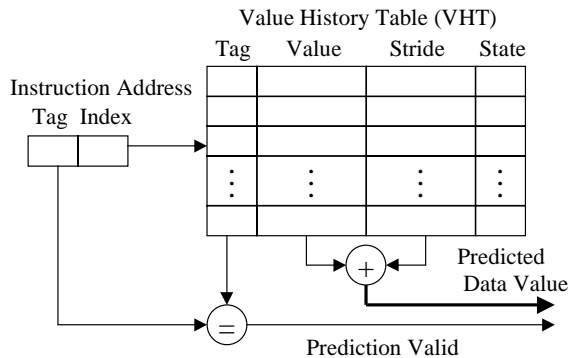 Value History Table (VHT)
Tag Value Stride State
Instruction Address
Tag Index
+
Predicted
Data Value
=
Prediction Valid